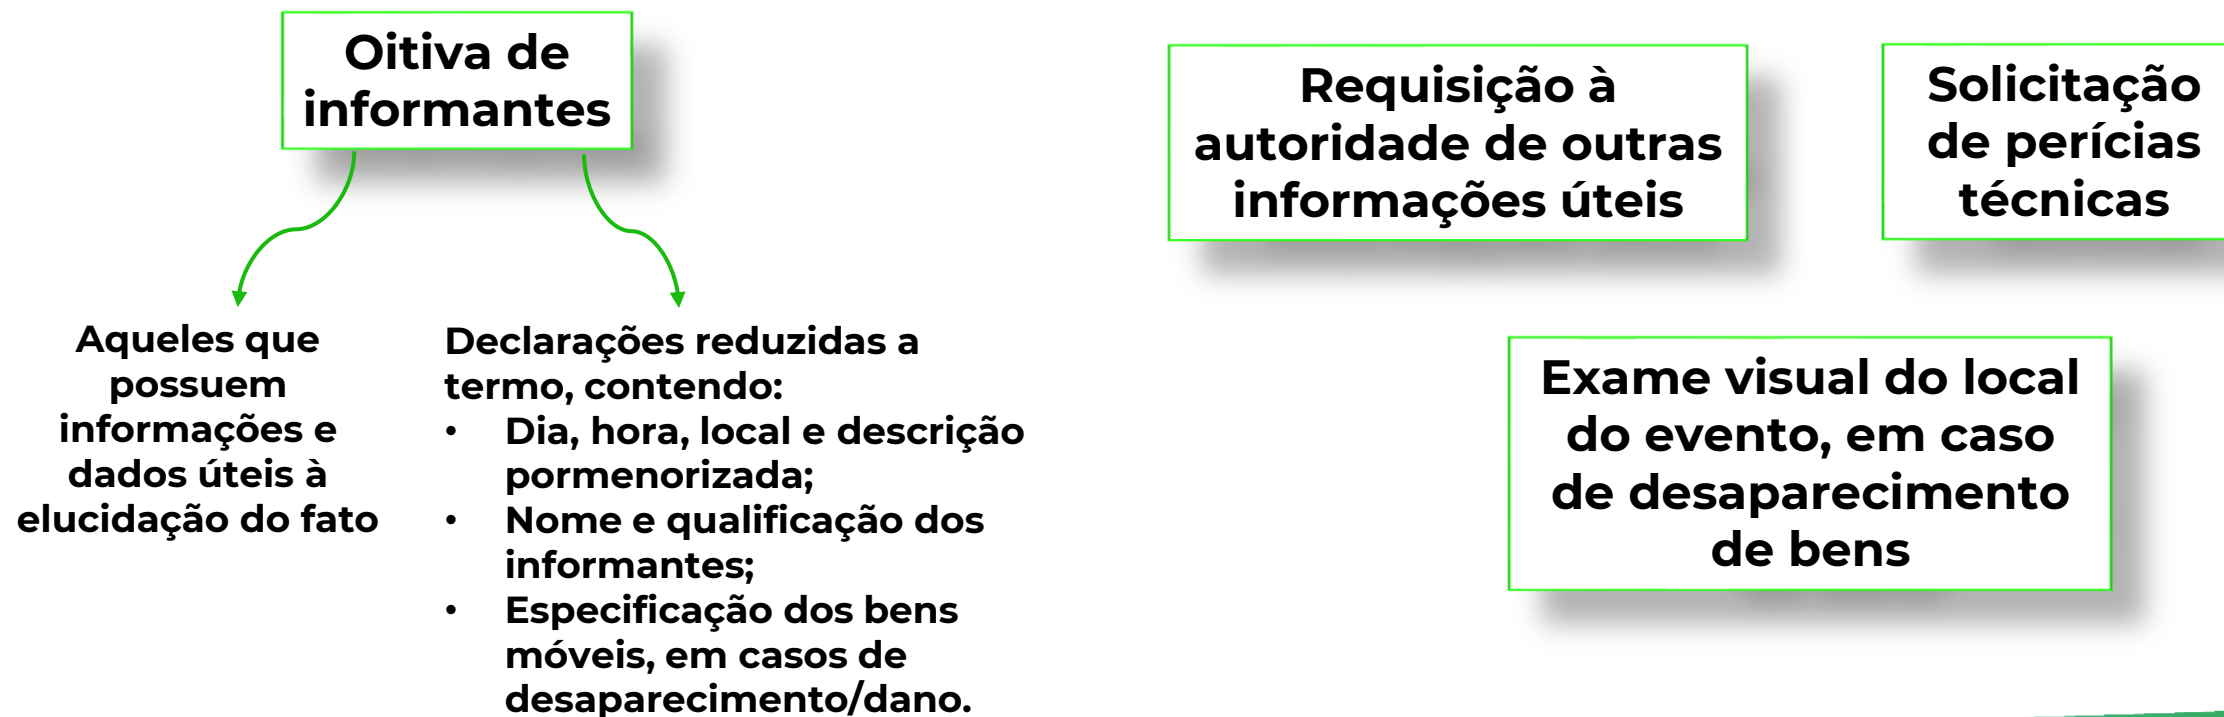 Oitiva de
informantes
Aqueles que
possuem
informações e
dados úteis à
elucidação do fato
Declarações reduzidas a
termo, contendo:
• Dia, hora, local e descrição
pormenorizada;
• Nome e qualificação dos
informantes;
• Especificação dos bens
móveis, em casos de
desaparecimento/dano.
Requisição à
autoridade de outras
informações úteis
Solicitação
de perícias
técnicas
Exame visual do local
do evento, em caso
de desaparecimento
de bens